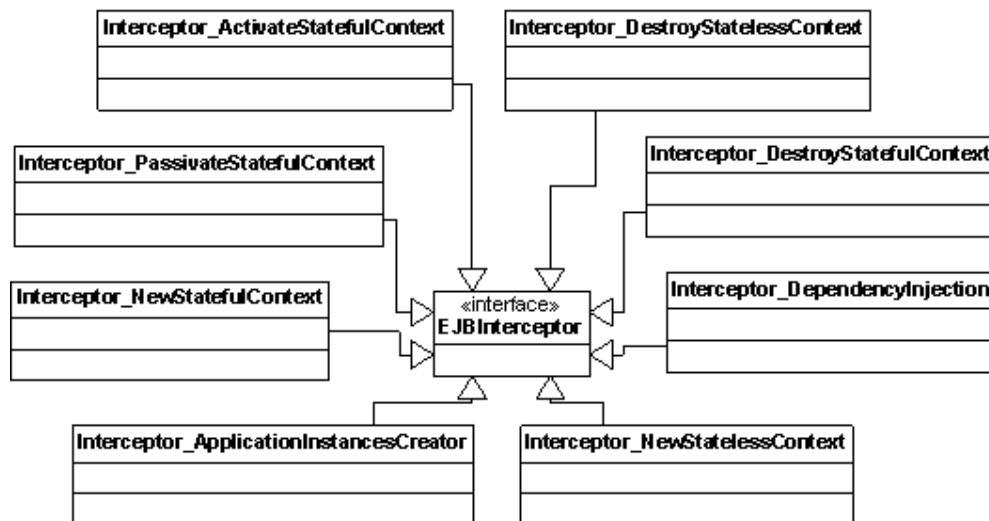 Interceptor_ActivateStatefulContext
Interceptor_DestroyStatelessContext
Interceptor_PassivateStatefulContext
Interceptor_DestroyStatefulContext
Interceptor_NewStatefulContext
«interface»
EJBInterceptor
Interceptor_DependencyInjection
Interceptor_ApplicationInstancesCreator
Interceptor_NewStatelessContext